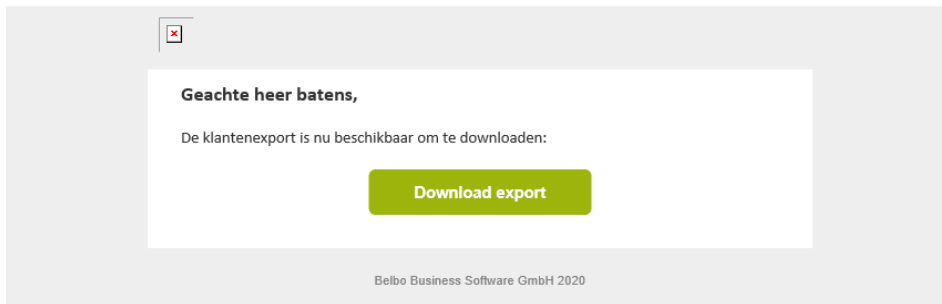 Geachte heer batens,
De klantenexport is nu beschikbaar om te downloaden:
Download export
Belbo Business Software GmbH 2020